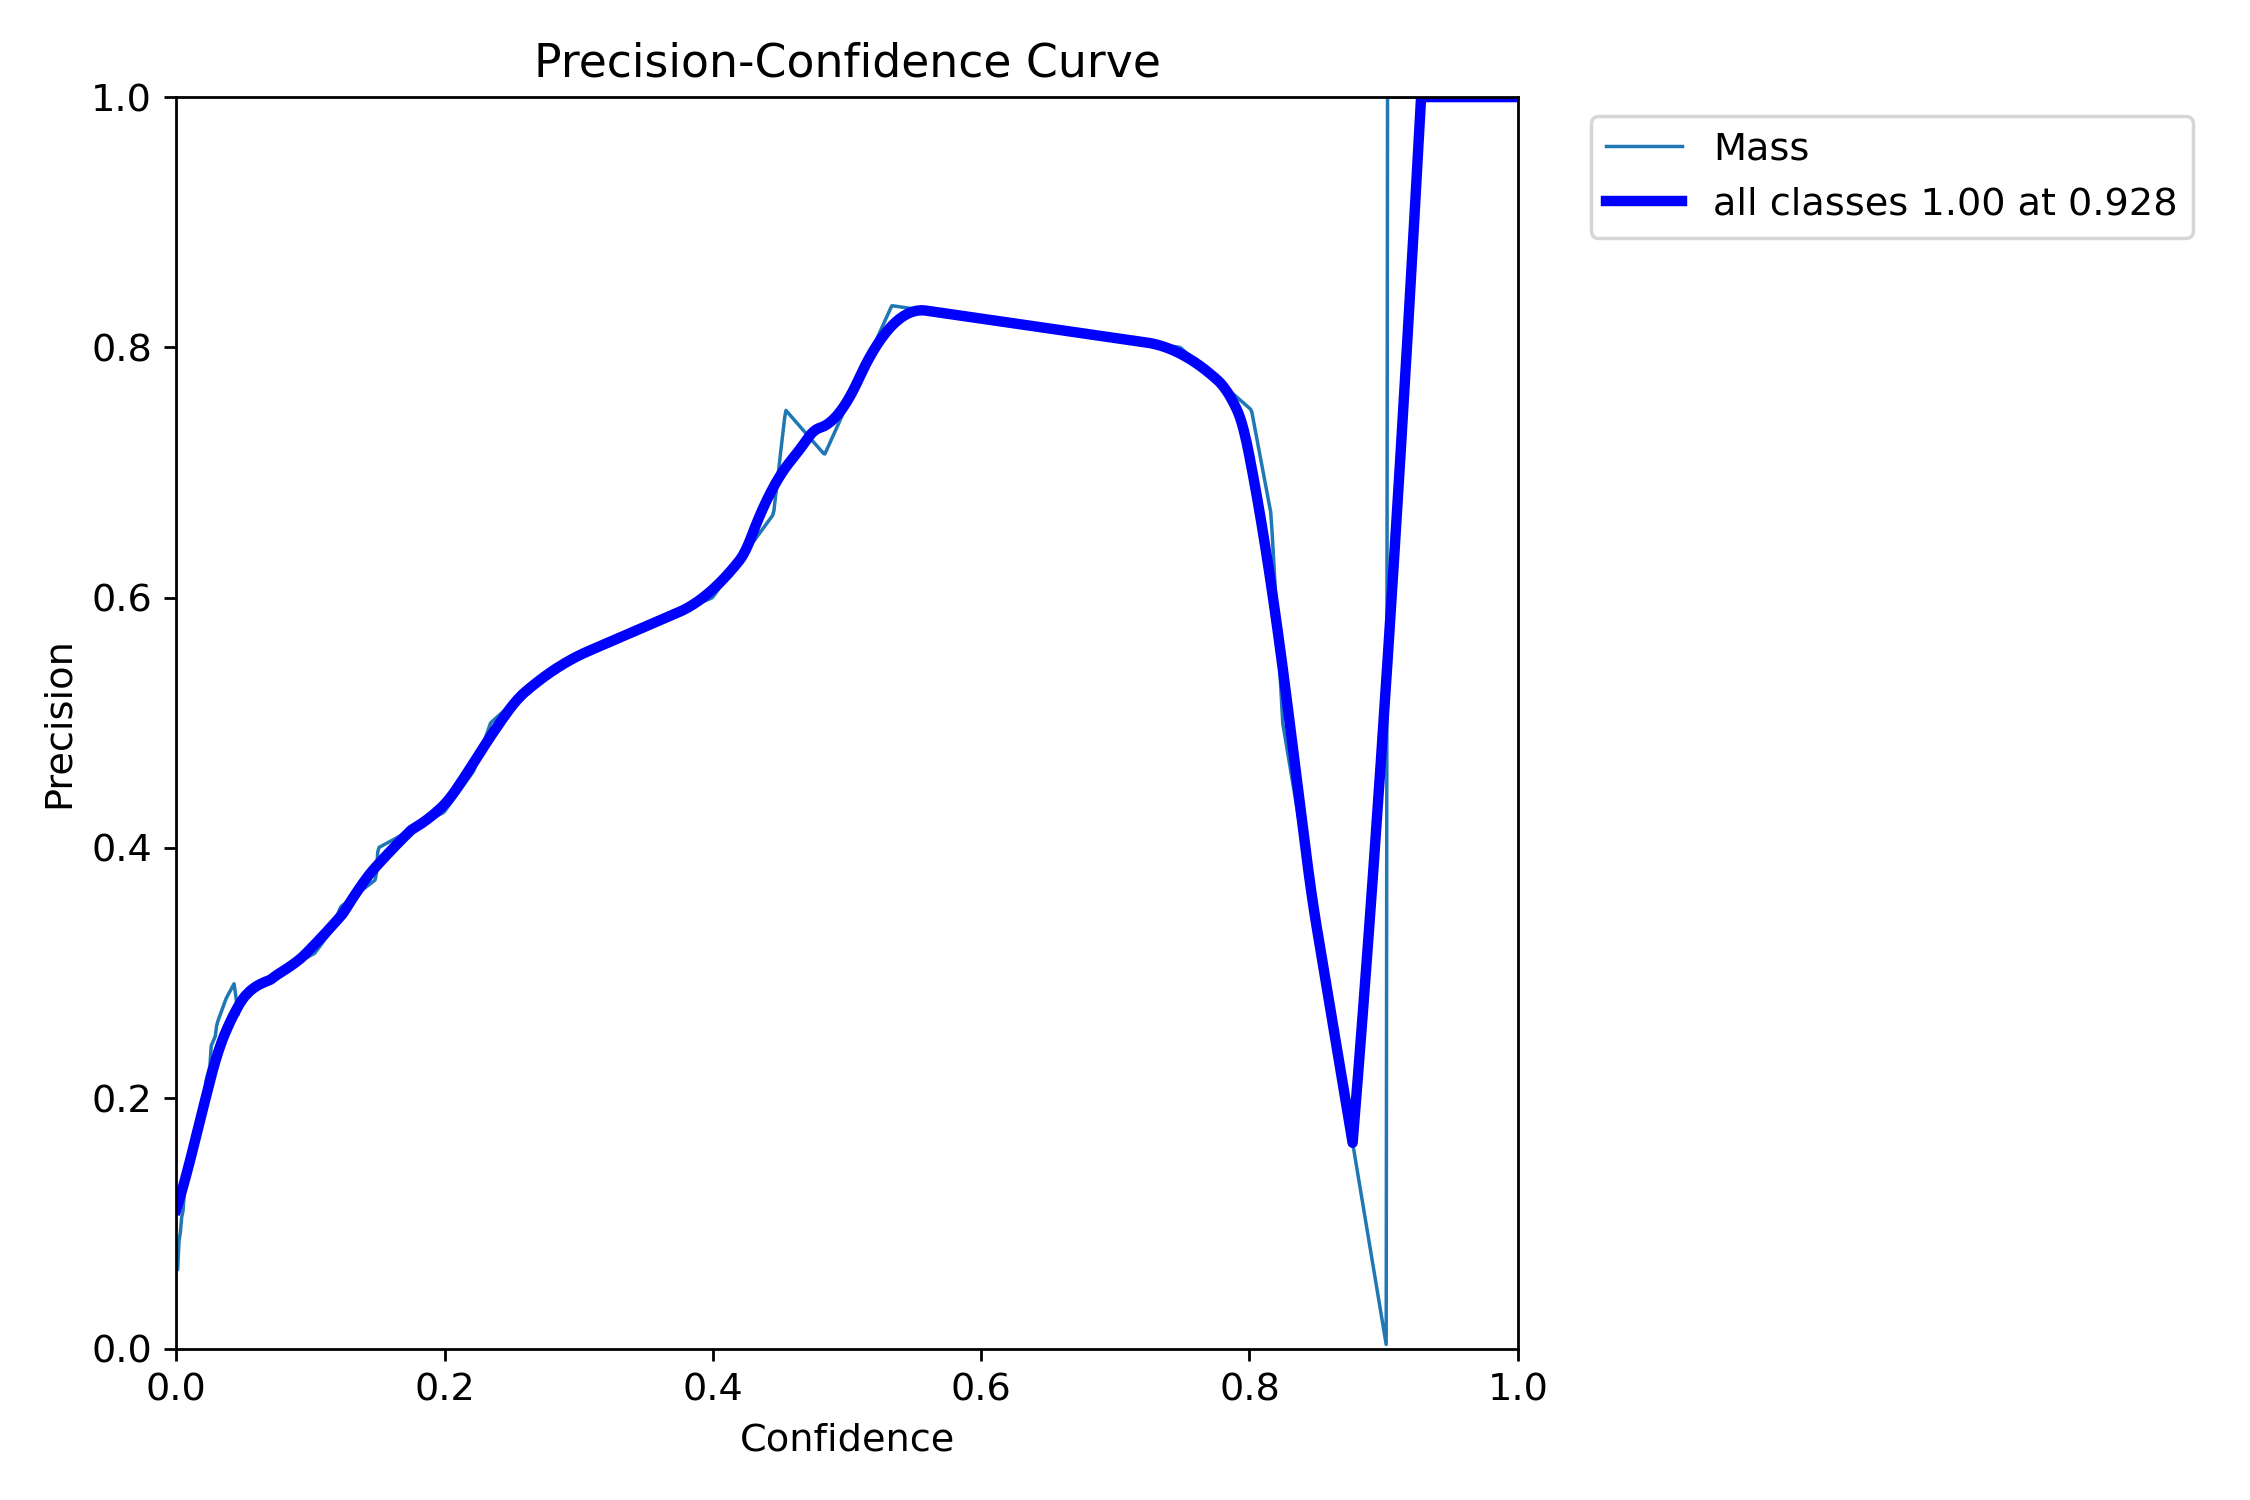 Precision-Confidence Curve
1.0
0.8
0.6
0.4
0.2
0.0
Precision
0.0 0.2 0.4 0.6 0.8 1.0
Confidence
Mass
all classes 1.00 at 0.928